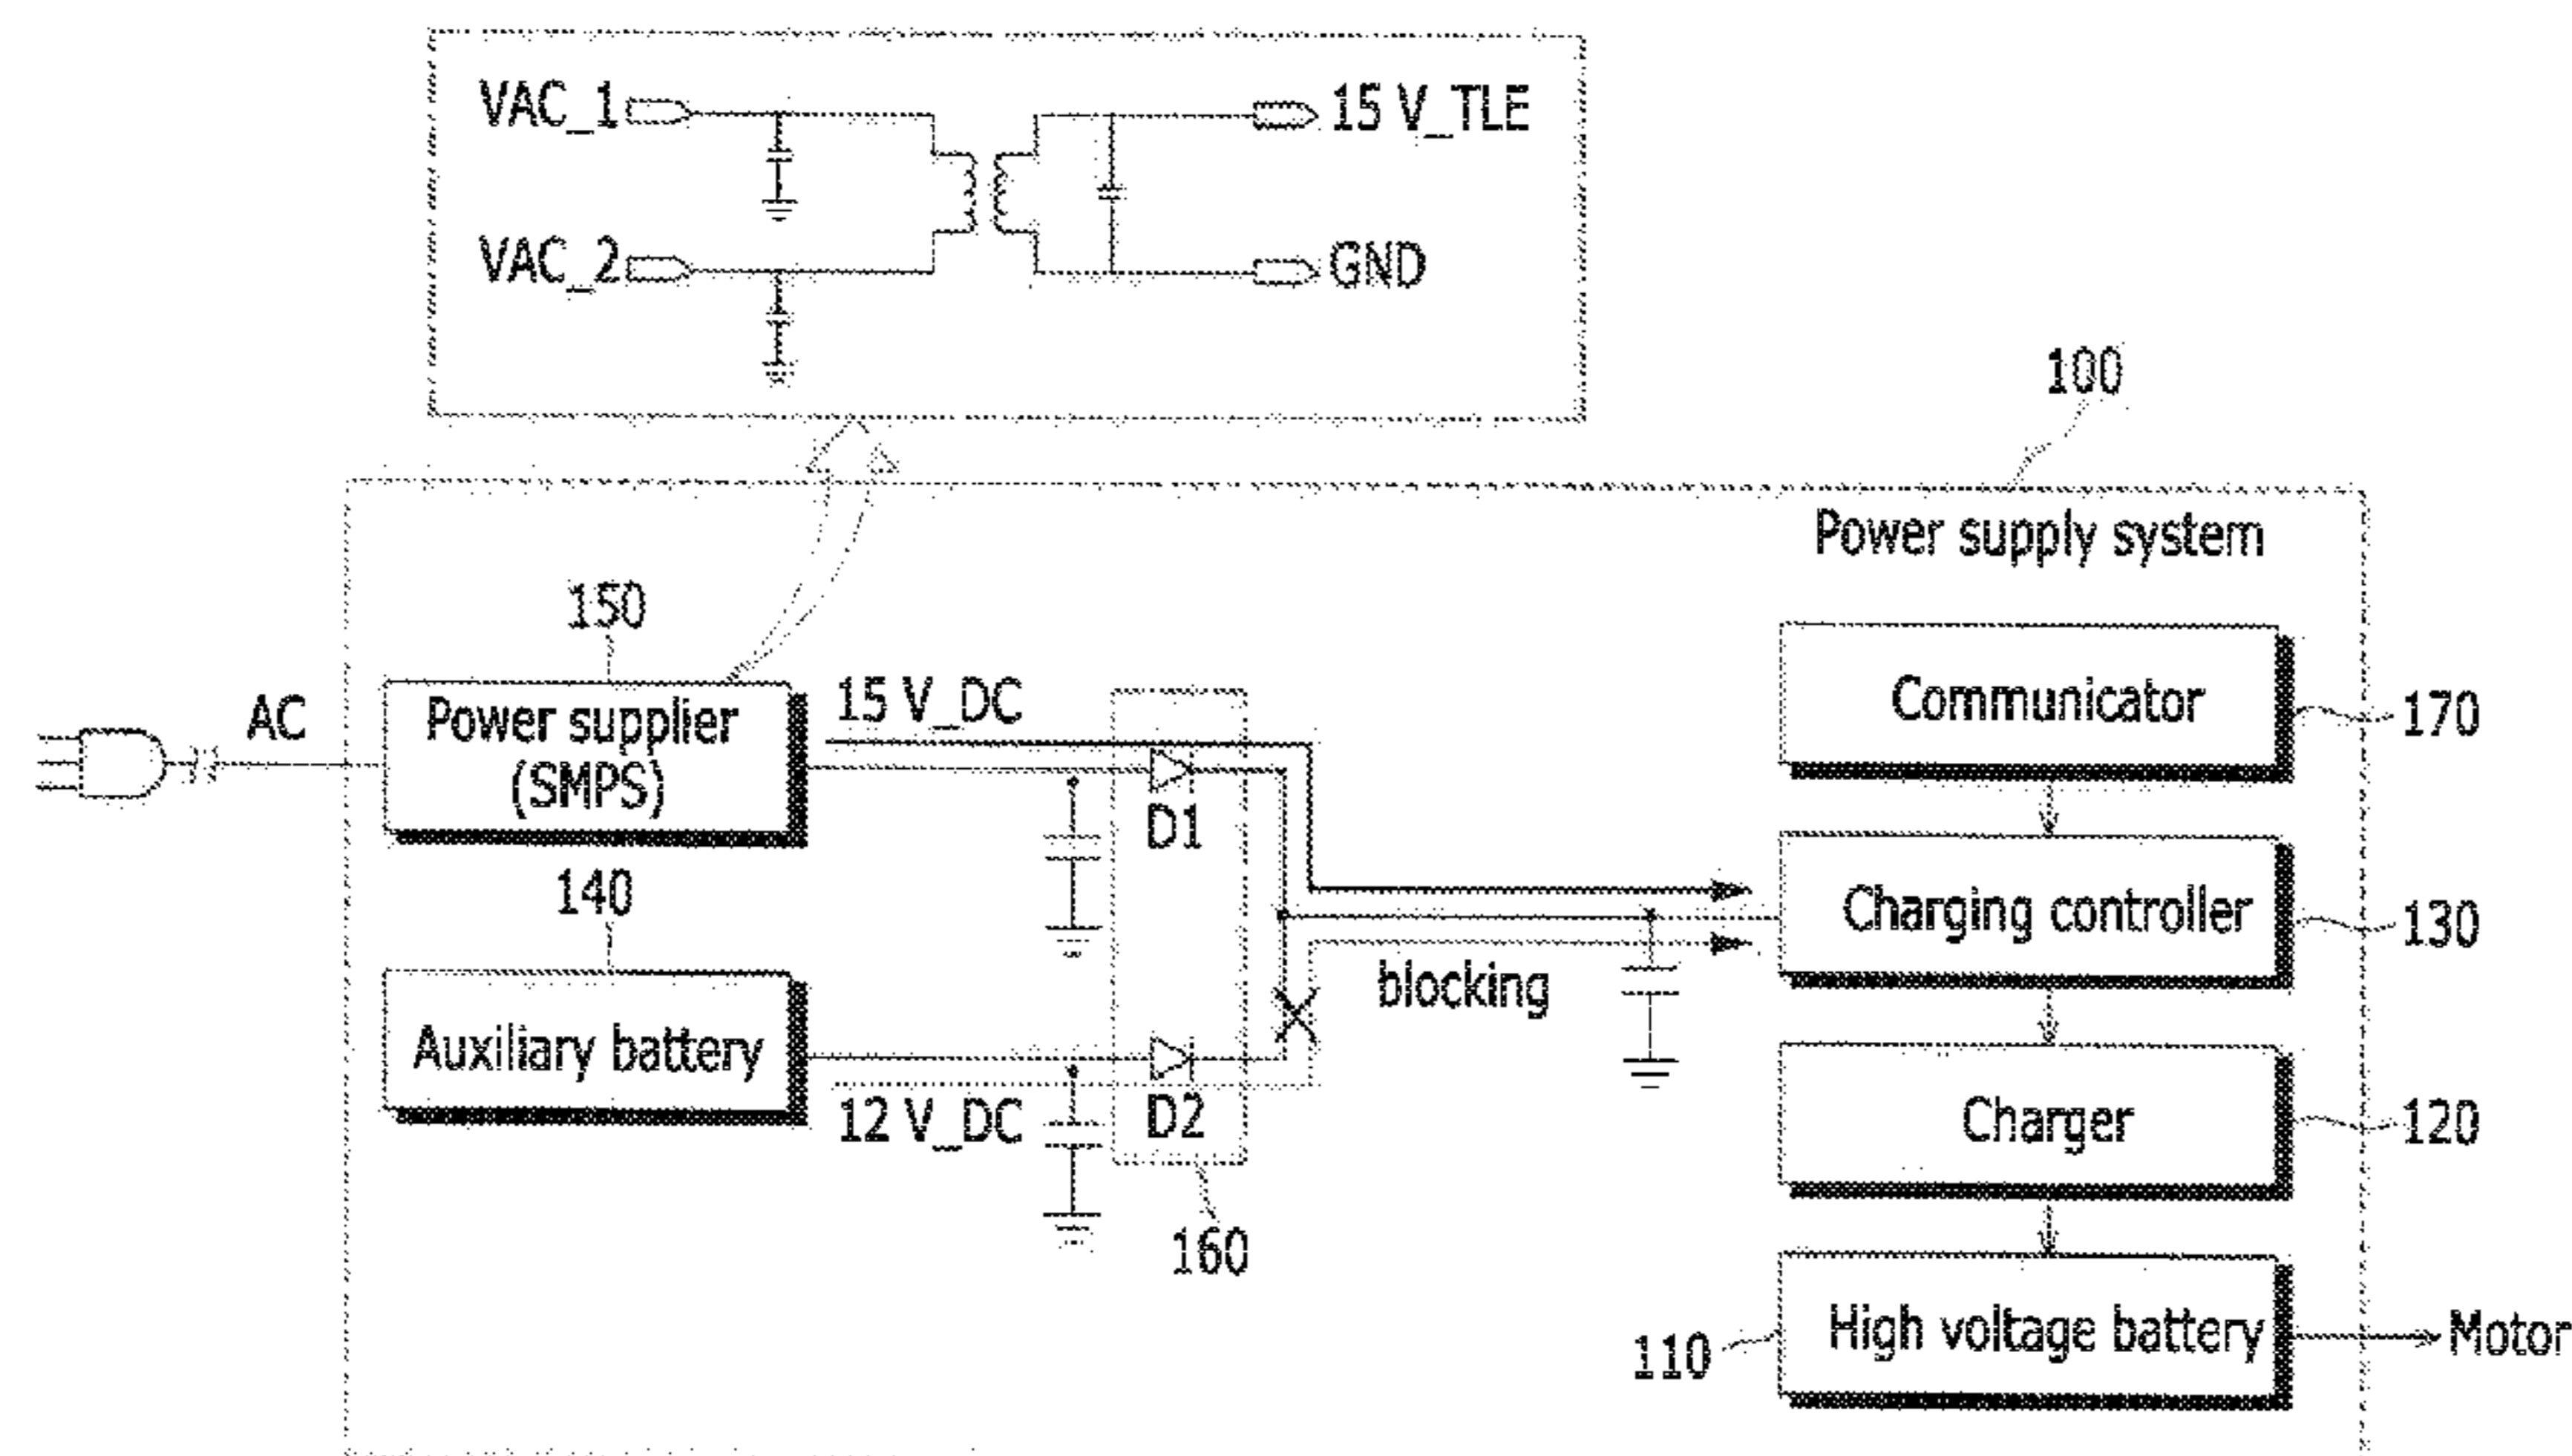 VAC_1
15 V_TLE
VAC_2
GND
100
Power supply system
150
AC
Power supplier
(SMPS)
15 V_DC
D1
Communicator
170
140
Auxiliary battery
12 V_DC
D2
160
blocking
Charging controller
130
Charger
120
High voltage battery
110
Motor